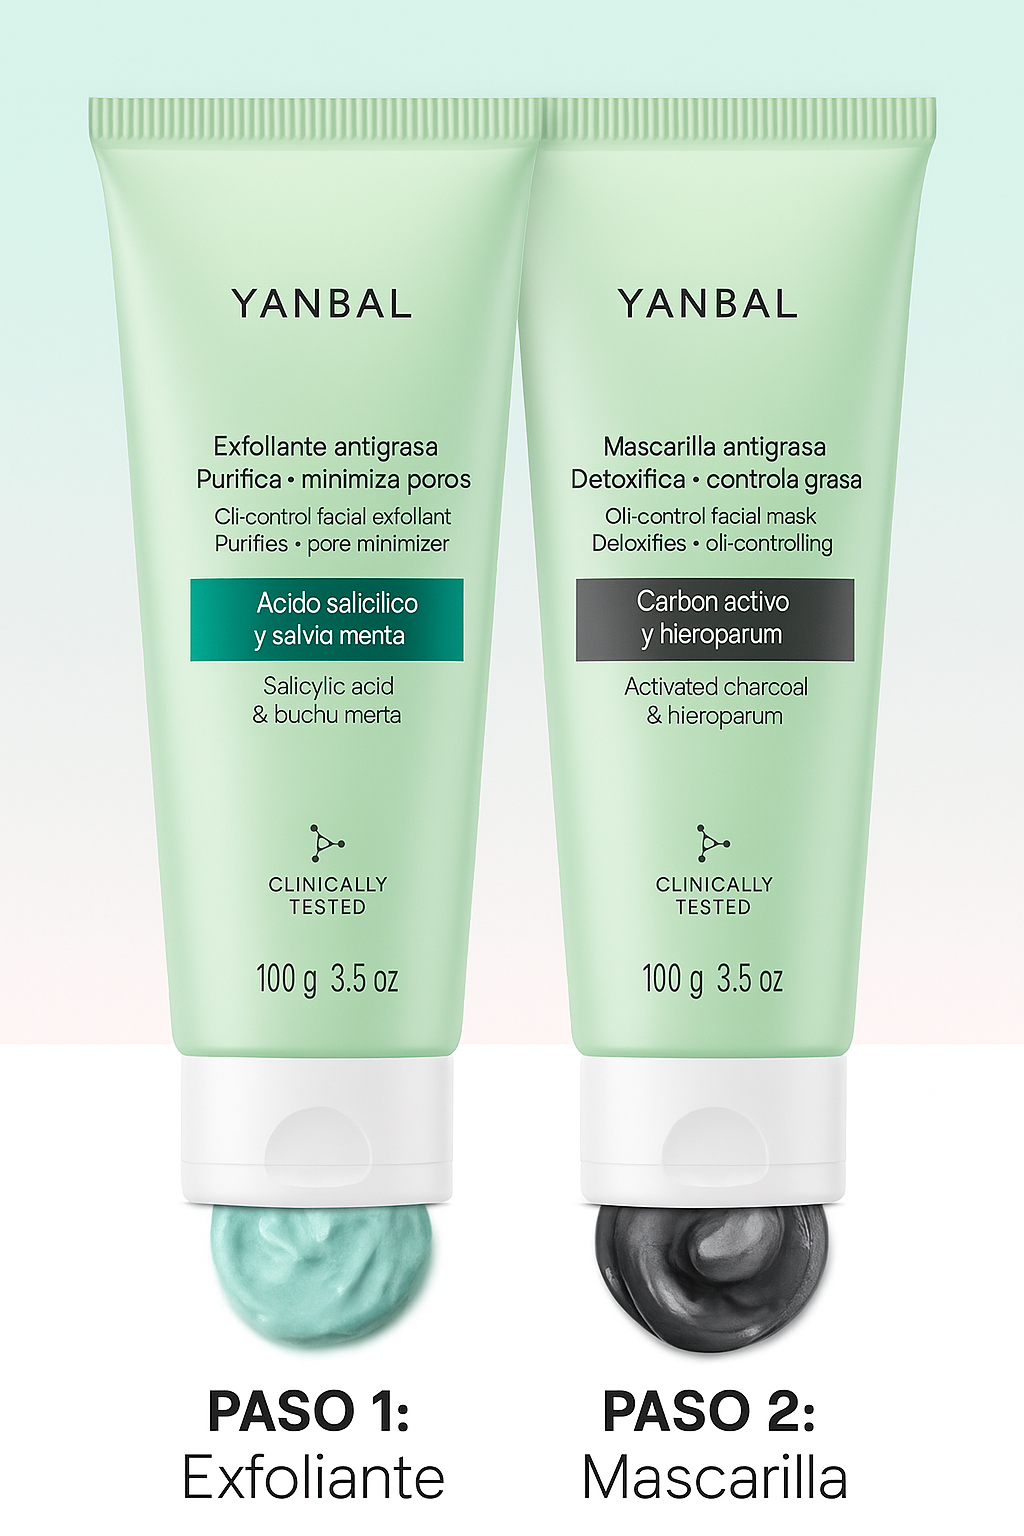 YANBAL
Exfollante antigrasa
Purifica • minimiza poros
Cli-control facial exfollant
Purifies • pore minimizer
Acido salicilico
y salvia menta
Salicylic acid
& buchu merta
CLINICALLY
TESTED
100 g 3.5 oz
YANBAL
Mascarilla antigrasa
Detoxifica • controla grasa
Oli-control facial mask
Deloxifies • oli-controlling
Carbon activo
y hieroparum
Activated charcoal
& hieroparum
CLINICALLY
TESTED
100 g 3.5 oz
PASO 1:
Exfoliante
PASO 2:
Mascarilla